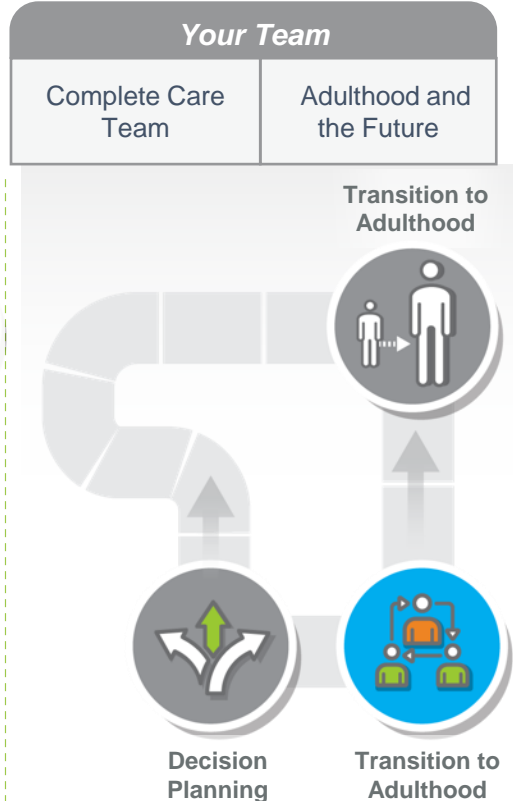 Your Team
Complete Care
Team
Adulthood and
the Future
Transition to
Adulthood
Decision
Planning
Transition to
Adulthood